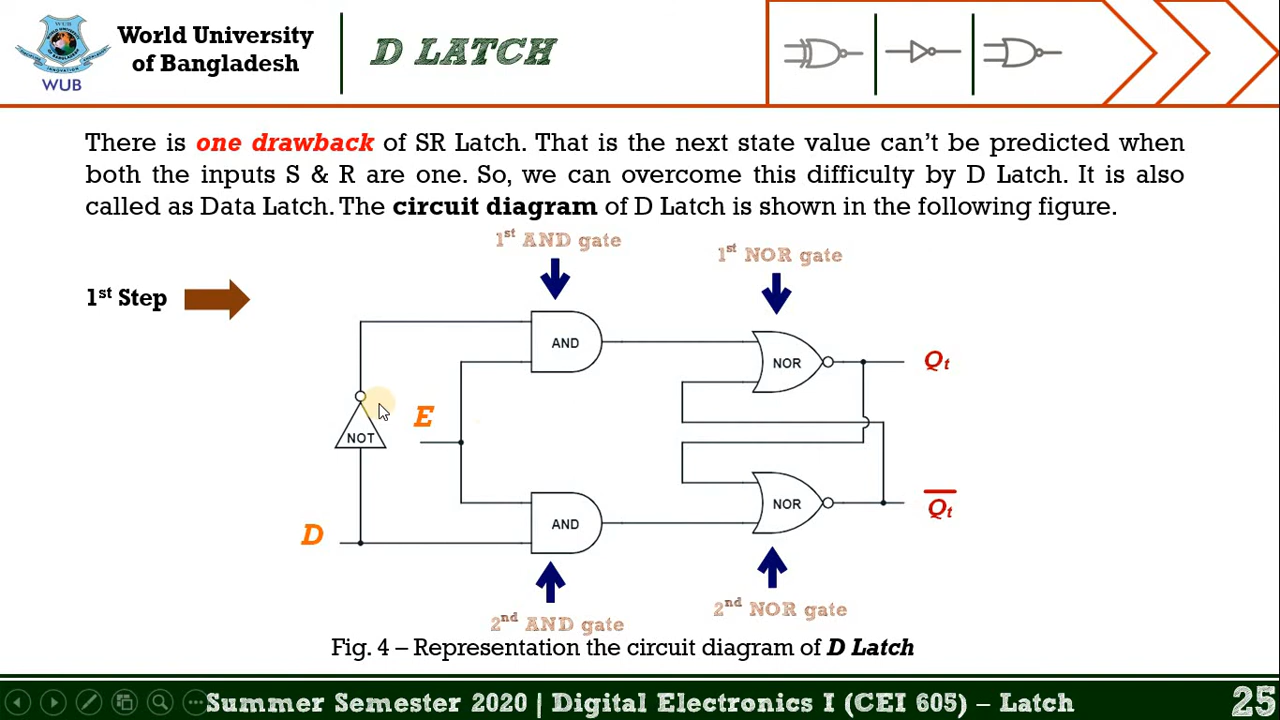 World University
of Bangladesh
WUB
WUB
D LATCH
There is one drawback of SR Latch. That is the next state value can’t be predicted when
both the inputs S & R are one. So, we can overcome this difficulty by D Latch. It is also
called as Data Latch. The circuit diagram of D Latch is shown in the following figure.
1st AND gate
1st NOR gate
1st Step
AND
NOR
Qt
E
NOT
D
AND
NOR
Qt
2nd AND gate
2nd NOR gate
Fig. 4 – Representation the circuit diagram of D Latch
Summer Semester 2020 | Digital Electronics I (CEI 605) – Latch
25